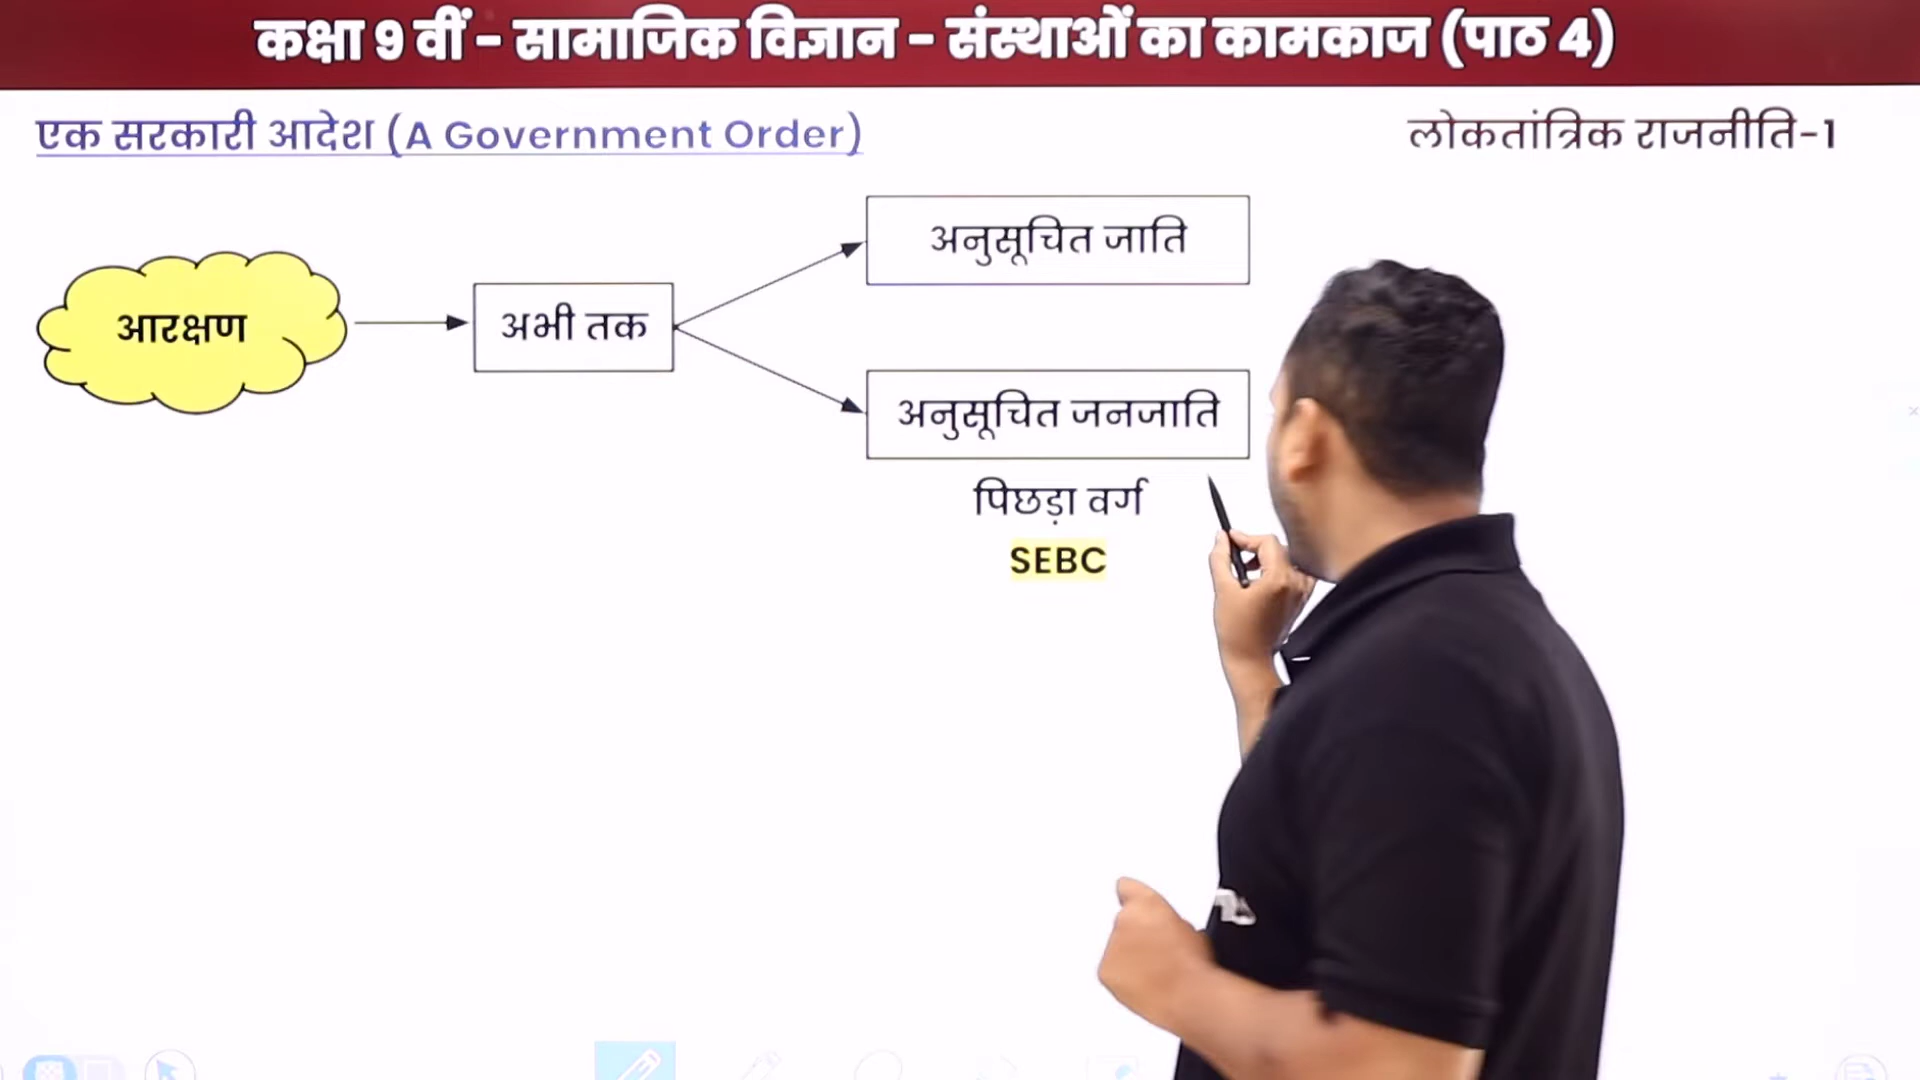 कक्षा 9 वीं - सामाजिक विज्ञान - संस्थाओं का कामकाज (पाठ 4)
एक सरकारी आदेश (A Government Order)
लोकतांत्रिक राजनीति-1
अनुसूचित जाति
आरक्षण
अभी तक
अनुसूचित जनजाति
पिछड़ा वर्ग
SEBC